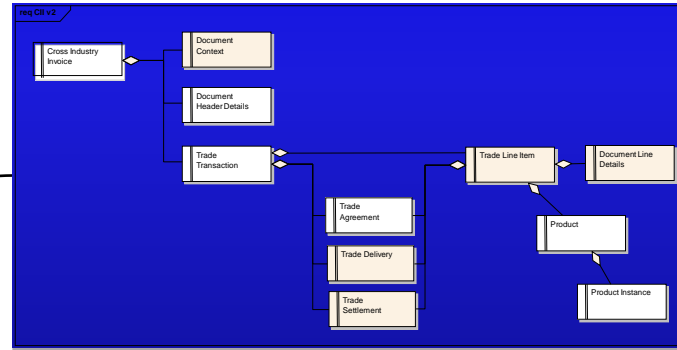 req CII v2
Cross Industry
Invoice
Document
Context
Document
Header Details
Trade
Transaction
Trade Line Item
Document Line
Details
Trade
Agreement
Product
Trade Delivery
Product Instance
Trade
Settlement